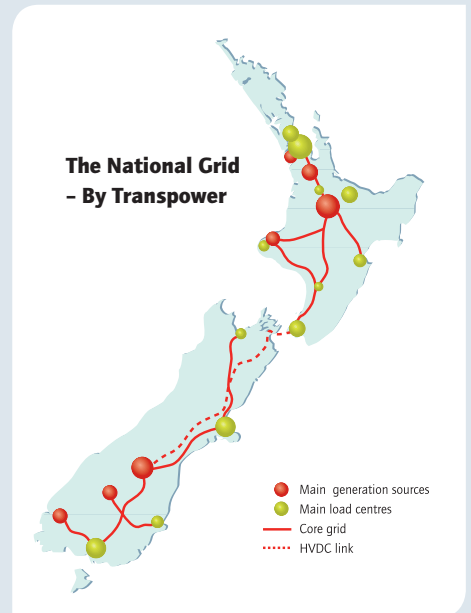 The National Grid
– By Transpower
Main generation sources
Main load centres
Core grid
HVDC link